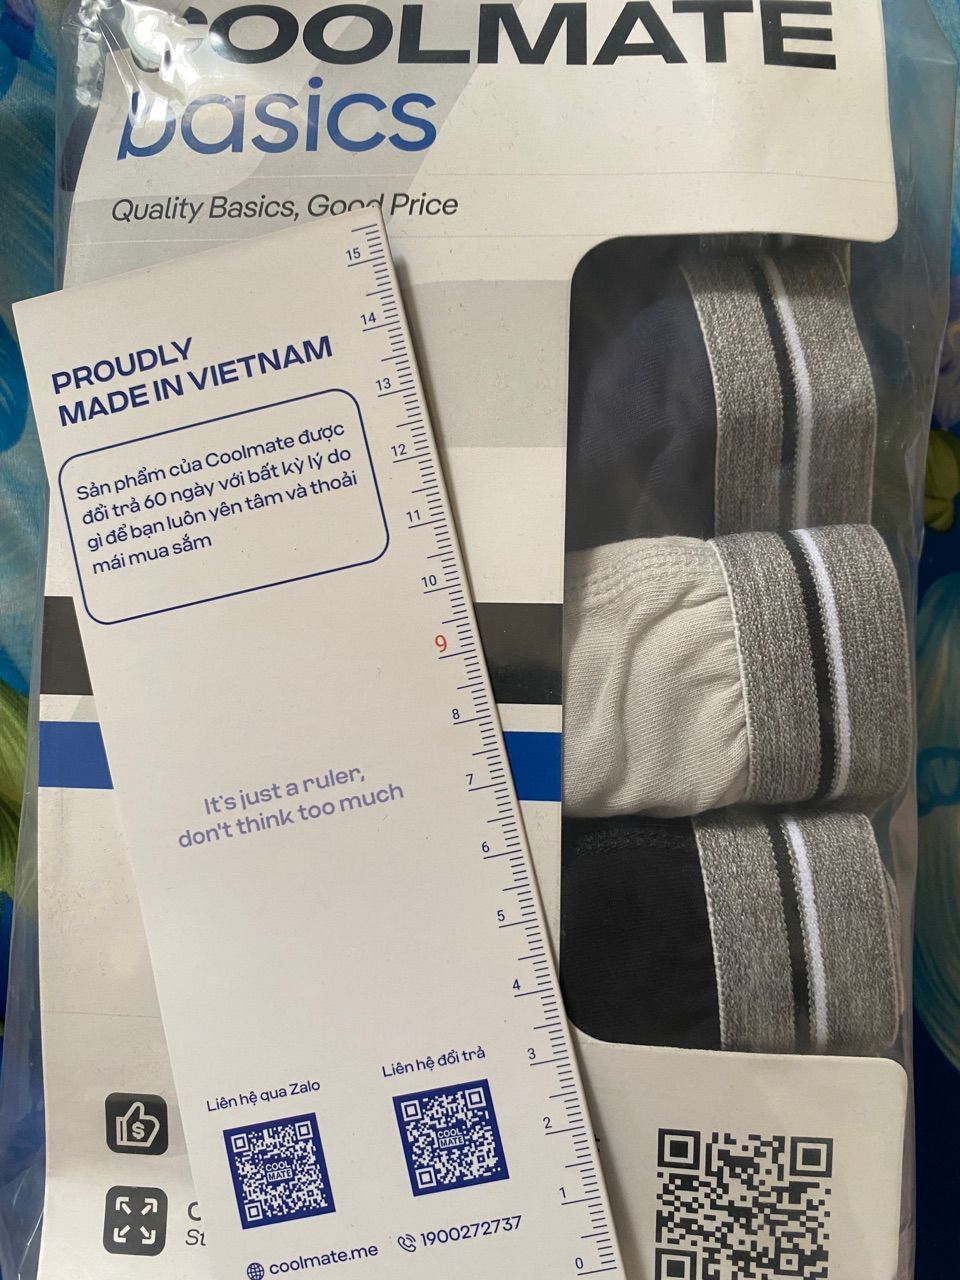 COOLMATE
basics
Quality Basics, Good Price
PROUDLY
MADE IN VIETNAM
Sản phẩm của Coolmate được
đổi trả 60 ngày với bất kỳ lý do
gì để bạn luôn yên tâm và thoải
mái mua sắm
It's just a ruler,
don't think too much
15
14
13
12
11
10
9
8
7
6
5
4
3
2
1
0
Liên hệ qua Zalo
Liên hệ đổi trả
COOL
MATE
COOL
MATE
coolmate.me
1900272737
$